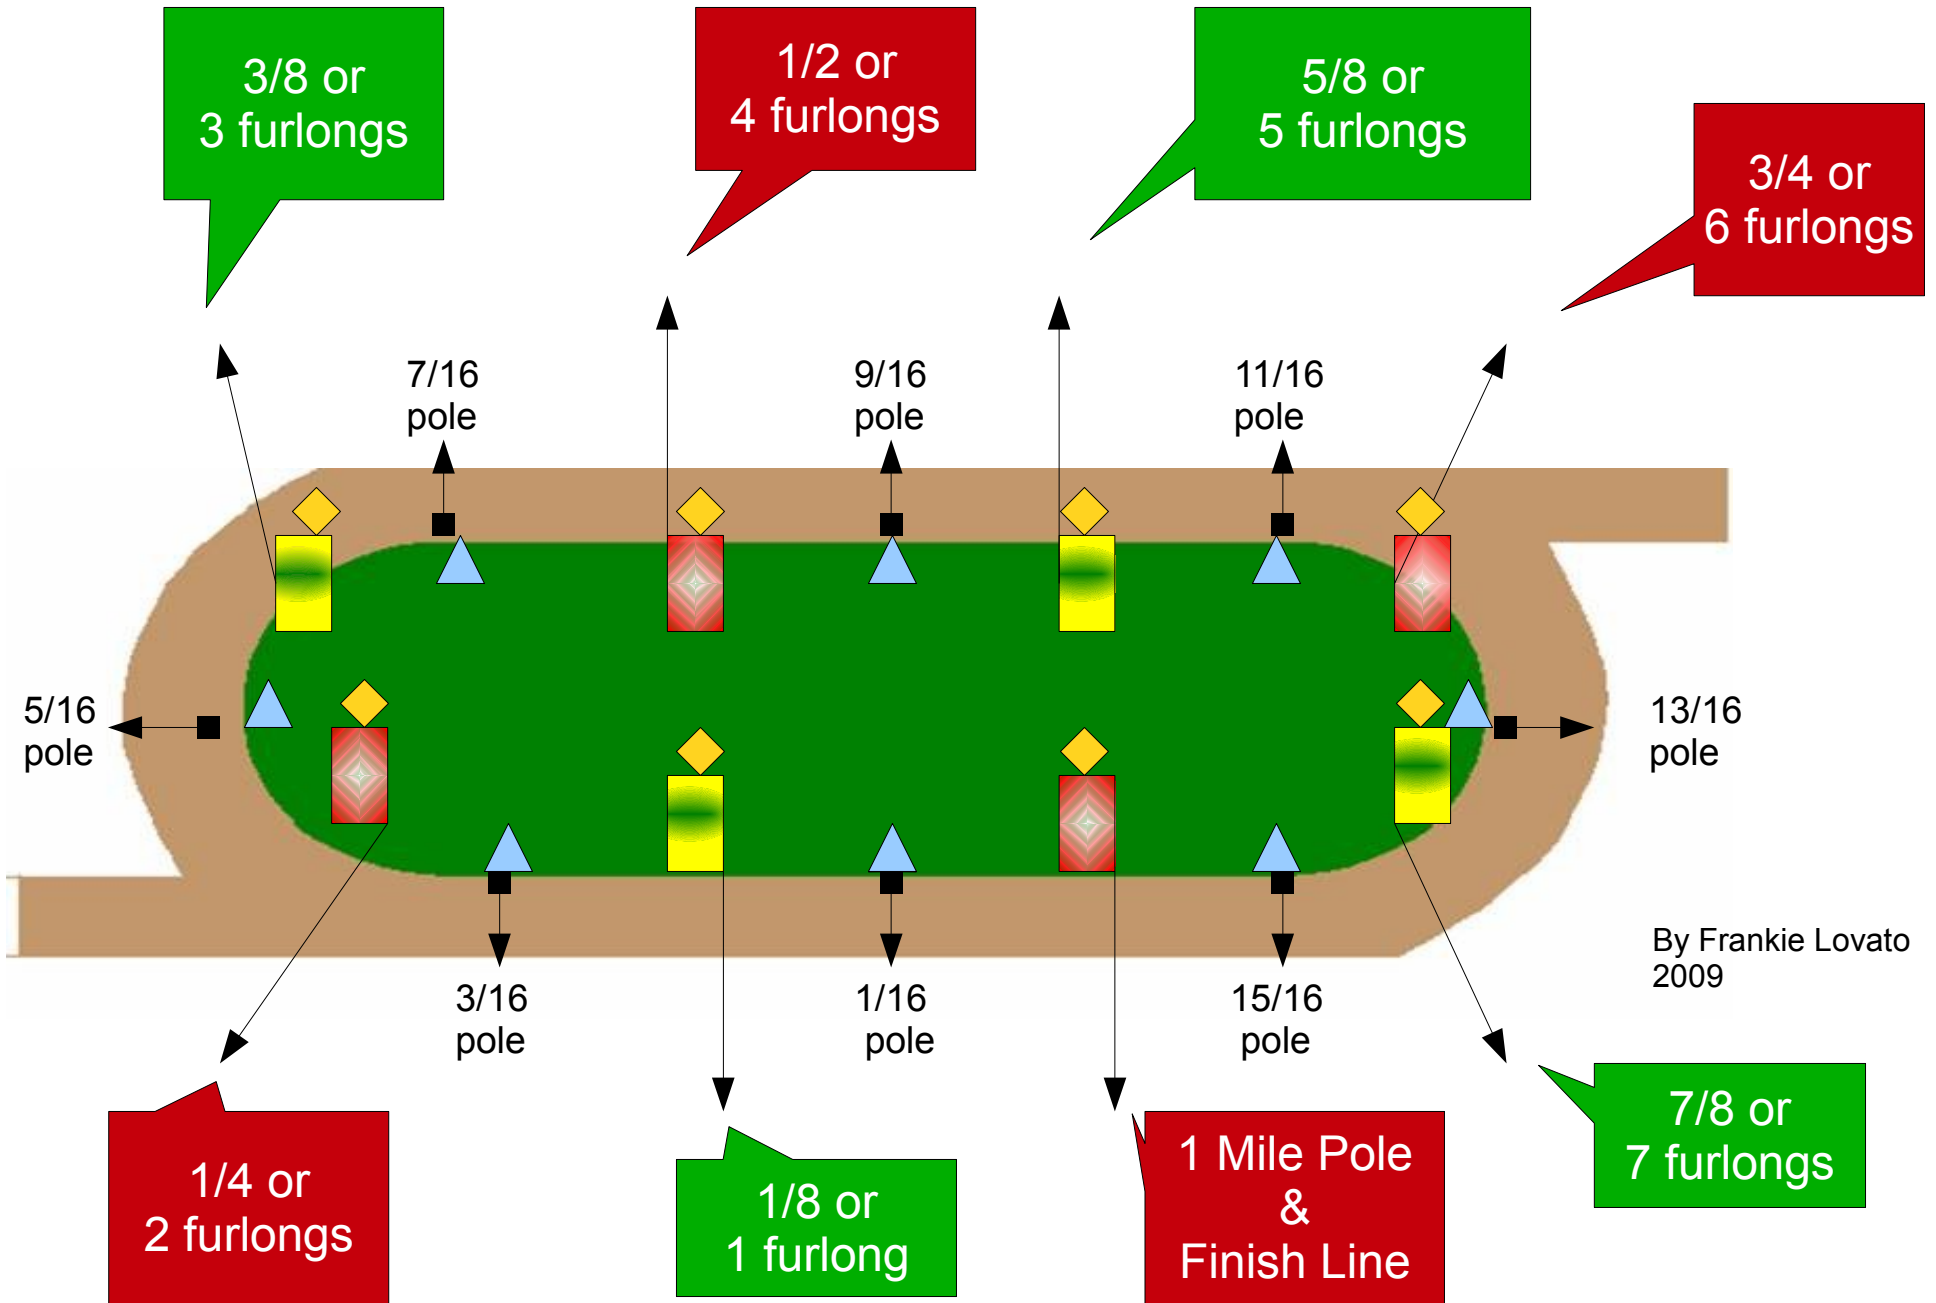 3/8 or
3 furlongs
1/2 or
4 furlongs
5/8 or
5 furlongs
3/4 or
6 furlongs
7/16
pole
9/16
pole
11/16
pole
5/16
pole
13/16
pole
By Frankie Lovato
2009
3/16
pole
1/16
pole
15/16
pole
1/4 or
2 furlongs
1/8 or
1 furlong
1 Mile Pole
&
Finish Line
7/8 or
7 furlongs